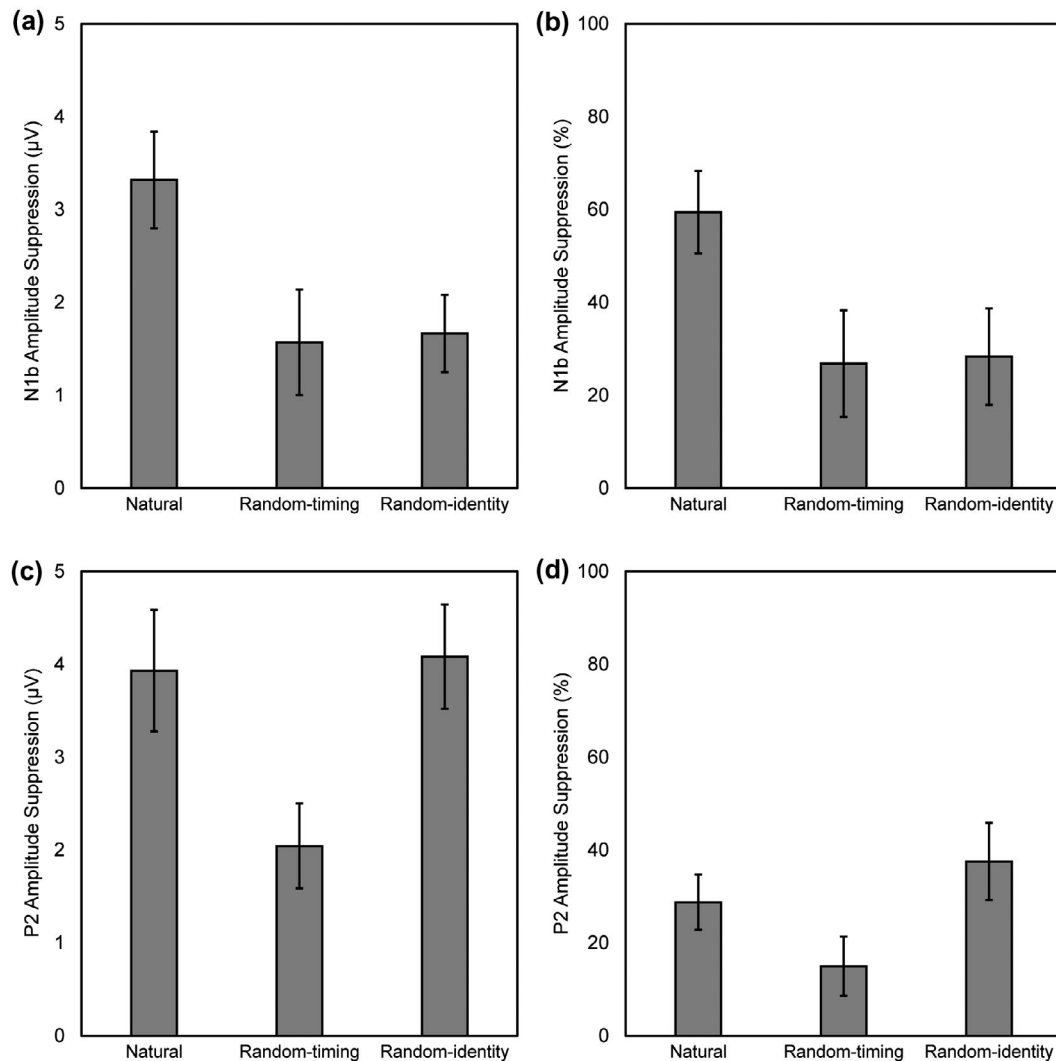 (a)
N1b Amplitude Suppression (µV)
5
4
3
2
1
0
Natural Random-timing Random-identity
(b)
N1b Amplitude Suppression (%)
100
80
60
40
20
0
Natural Random-timing Random-identity
(c)
P2 Amplitude Suppression (µV)
5
4
3
2
1
0
Natural Random-timing Random-identity
(d)
P2 Amplitude Suppression (%)
100
80
60
40
20
0
Natural Random-timing Random-identity